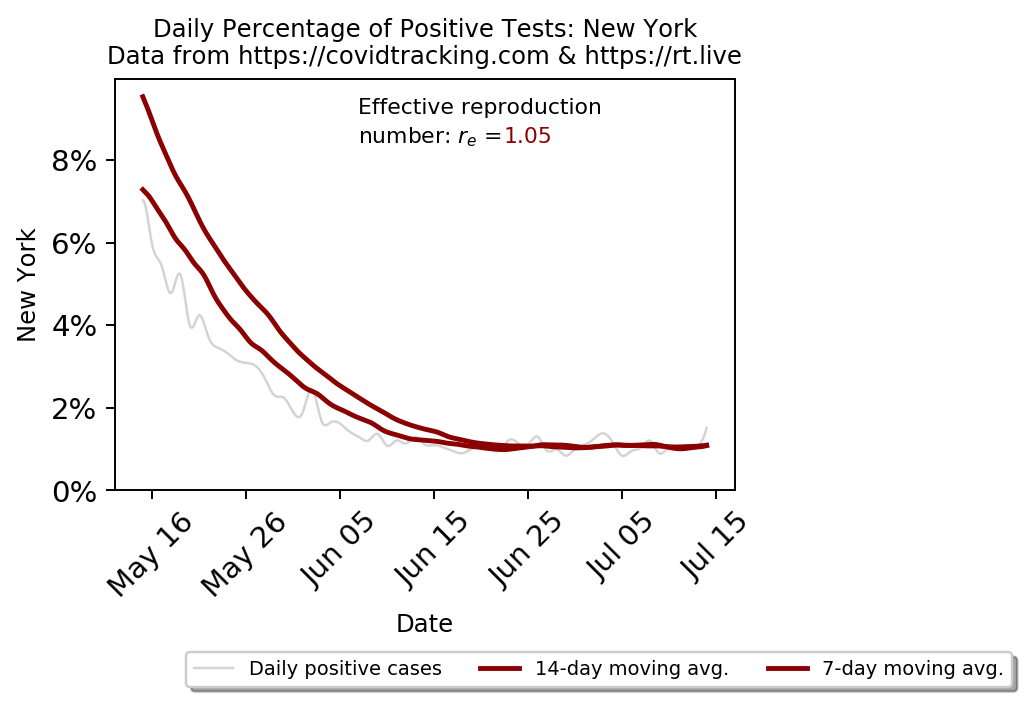 Daily Percentage of Positive Tests: New York
Data from https://covidtracking.com & https://rt.live
Effective reproduction
number: re =1.05
New York
8%
6%
4%
2%
0%
May 16
May 26
Jun 05
Jun 15
Jun 25
Jul 05
Jul 15
Date
Daily positive cases
14-day moving avg.
7-day moving avg.